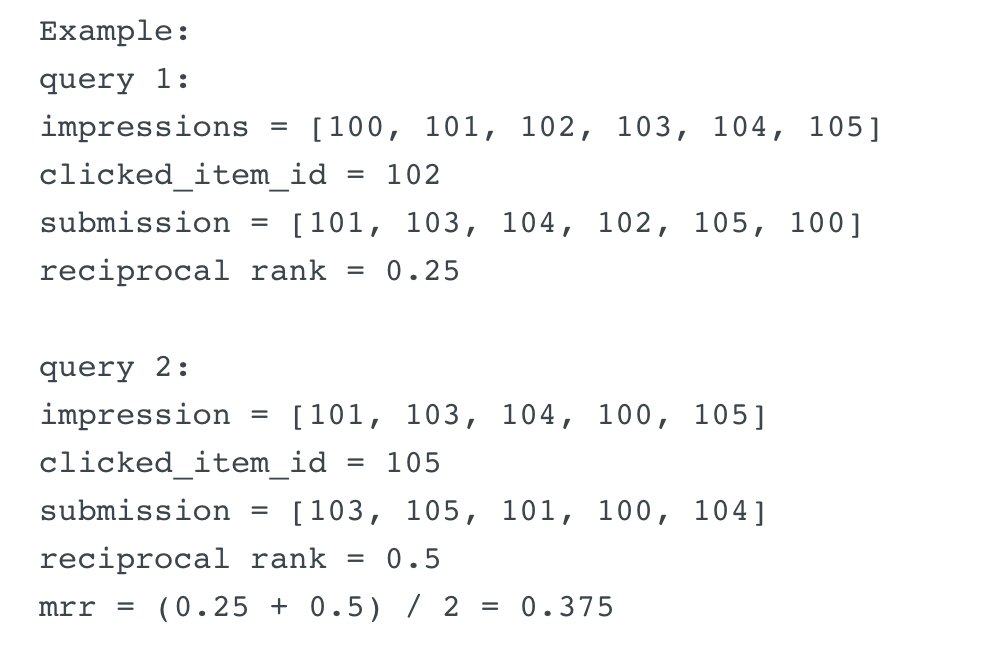 Example:
query 1:
impressions = [100, 101, 102, 103, 104, 105]
clicked_item_id = 102
submission = [101, 103, 104, 102, 105, 100]
reciprocal rank = 0.25
query 2:
impression = [101, 103, 104, 100, 105]
clicked_item_id = 105
submission = [103, 105, 101, 100, 104]
reciprocal rank = 0.5
mrr = (0.25 + 0.5) / 2 = 0.375